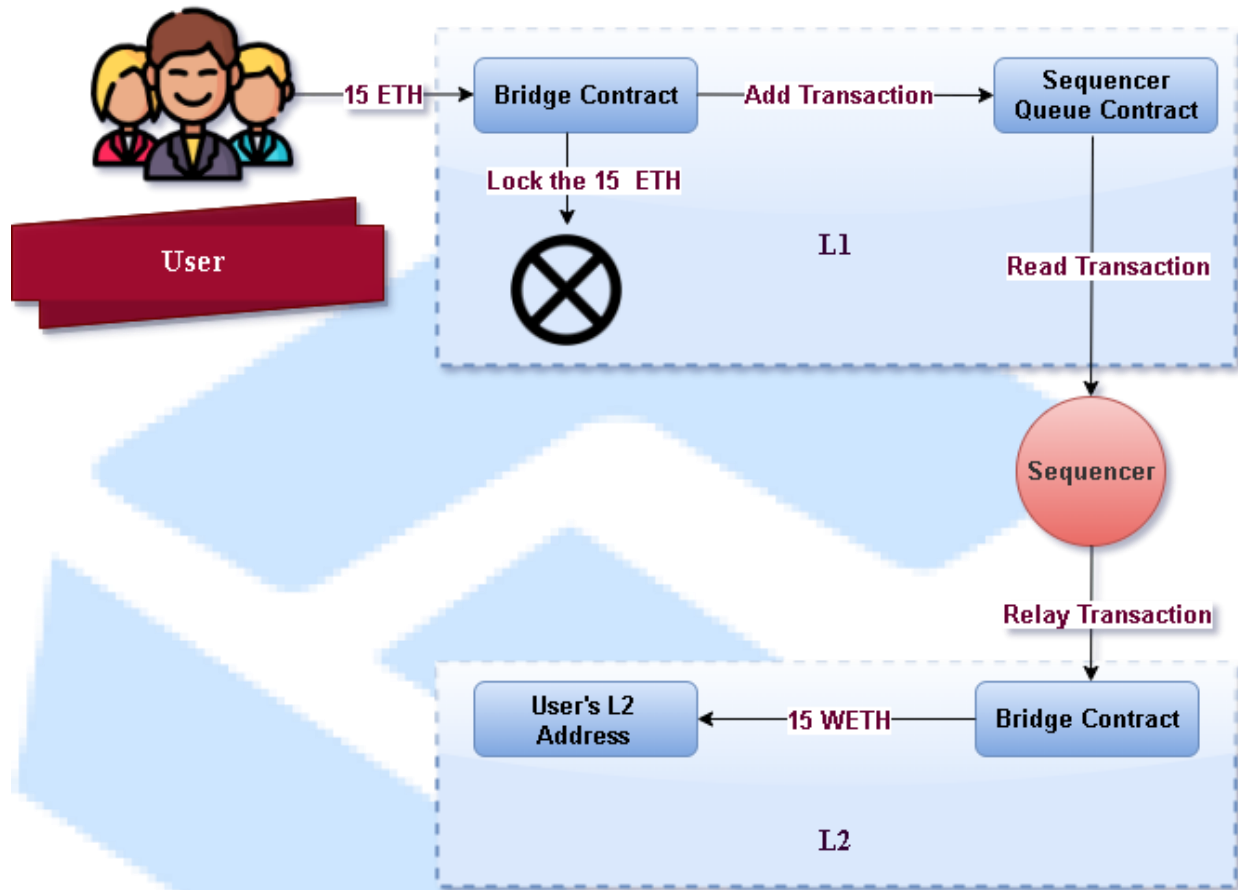 15 ETH
Bridge Contract
Add Transaction
Sequencer
Queue Contract
Lock the 15 ETH
User
L1
Read Transaction
Sequencer
Relay Transaction
User's L2
Address
15 WETH
Bridge Contract
L2